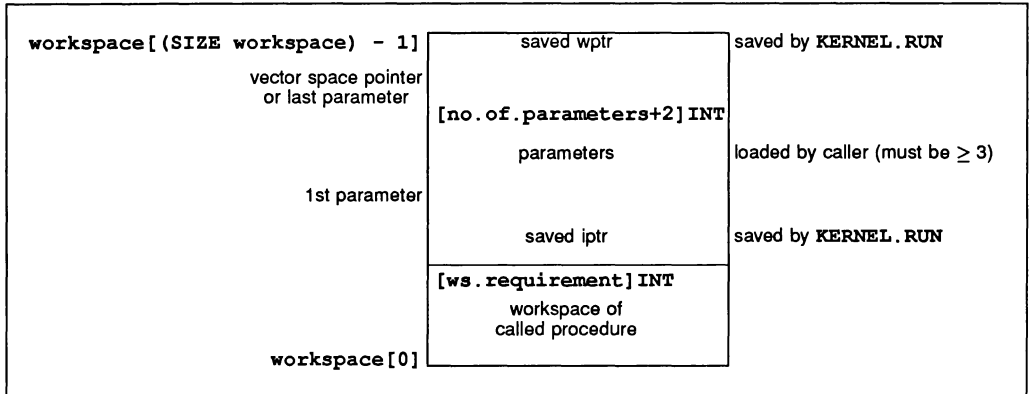 workspace[(SIZE workspace) - 1] saved wptr saved by KERNEL.RUN
vector space pointer
or last parameter
[no.of.parameters+2]INT
parameters loaded by caller (must be ≥ 3)
1st parameter
saved iptr saved by KERNEL.RUN
[ws.requirement]INT
workspace of
called procedure
workspace[0]